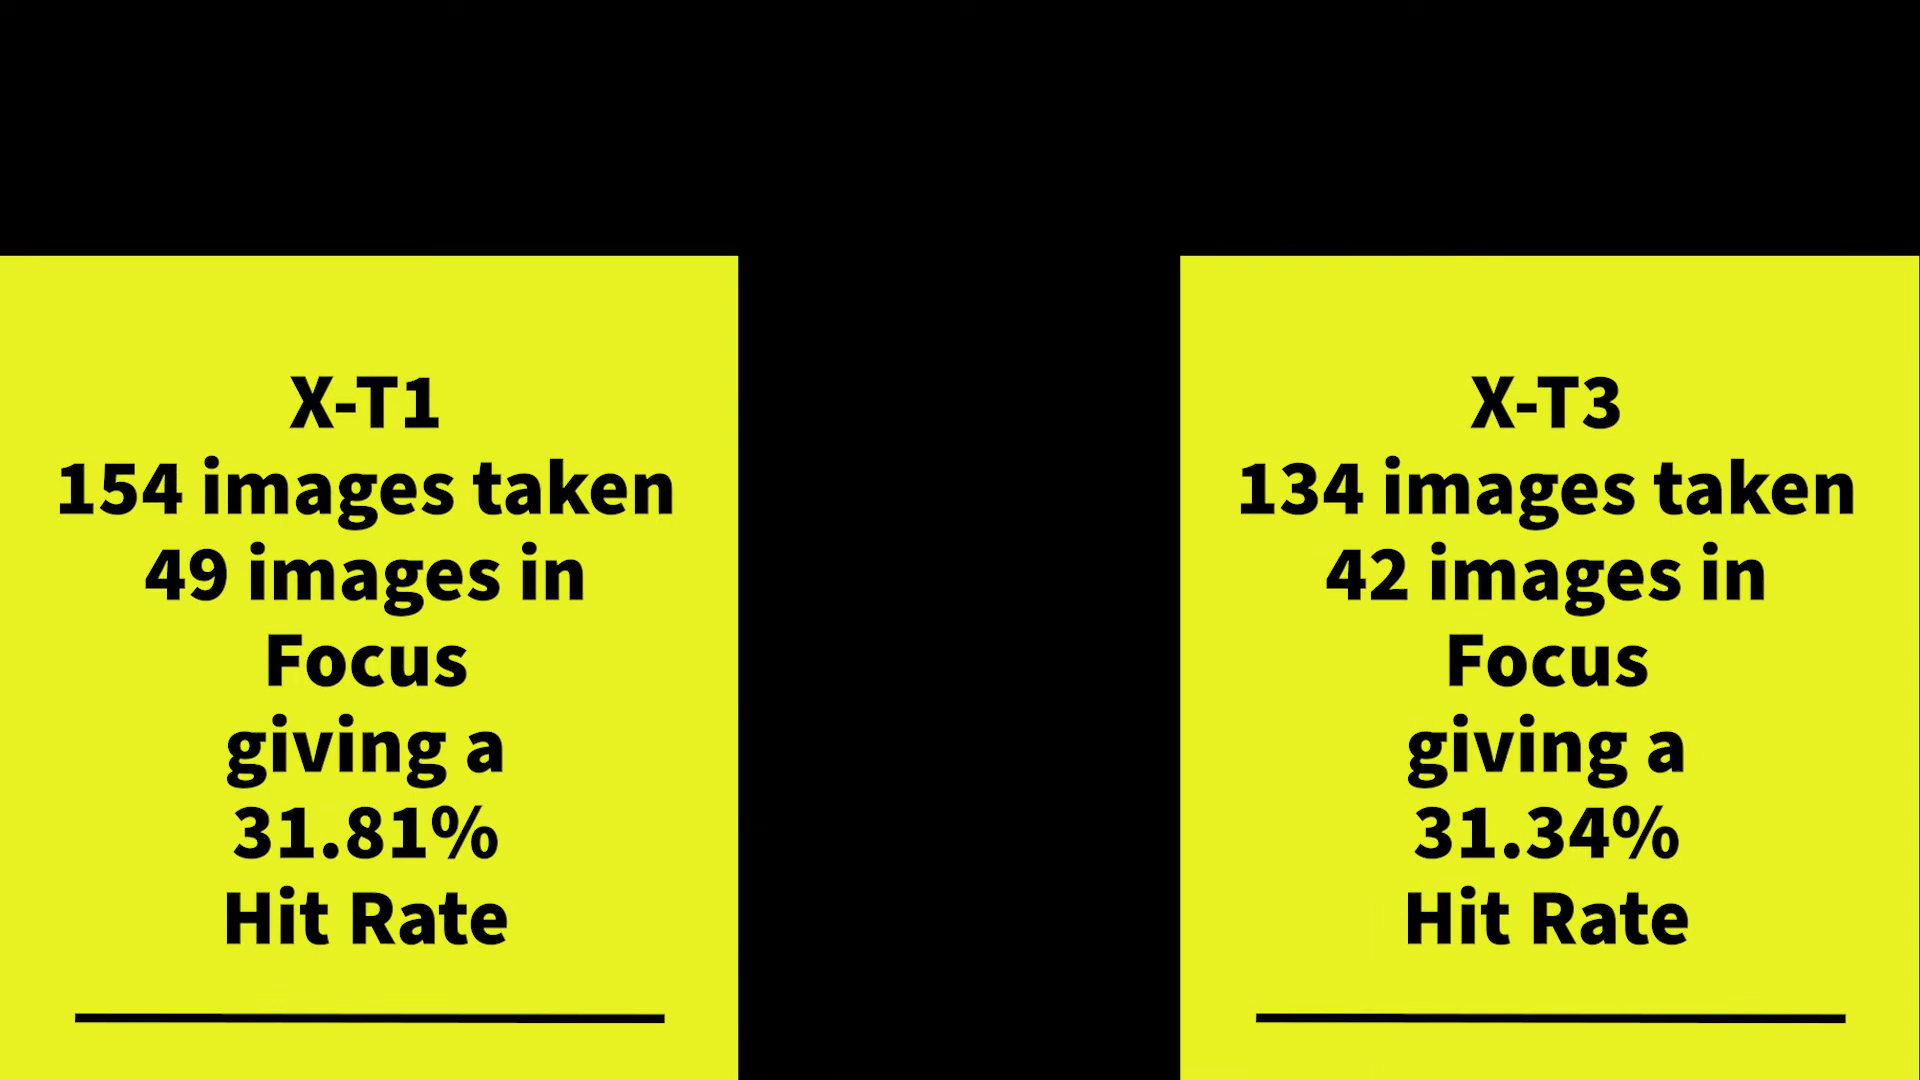 X-T1
154 images taken
49 images in
Focus
giving a
31.81%
Hit Rate
X-T3
134 images taken
42 images in
Focus
giving a
31.34%
Hit Rate